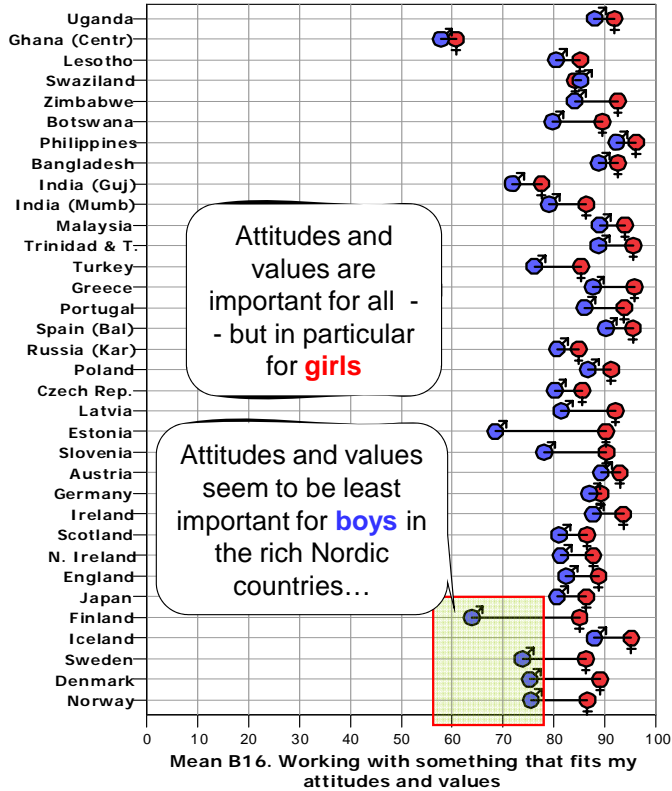 Uganda
Ghana (Centr)
Lesotho
Swaziland
Zimbabwe
Botswana
Philippines
Bangladesh
India (Guj)
India (Mumb)
Malaysia
Trinidad & T.
Turkey
Greece
Portugal
Spain (Bal)
Russia (Kar)
Poland
Czech Rep.
Latvia
Estonia
Slovenia
Austria
Germany
Ireland
Scotland
N. Ireland
England
Japan
Finland
Iceland
Sweden
Denmark
Norway
Attitudes and
values are
important for all -
- but in particular
for girls
Attitudes and values
seem to be least
important for boys in
the rich Nordic
countries…
0 10 20 30 40 50 60 70 80 90 100
Mean B16. Working with something that fits my
attitudes and values